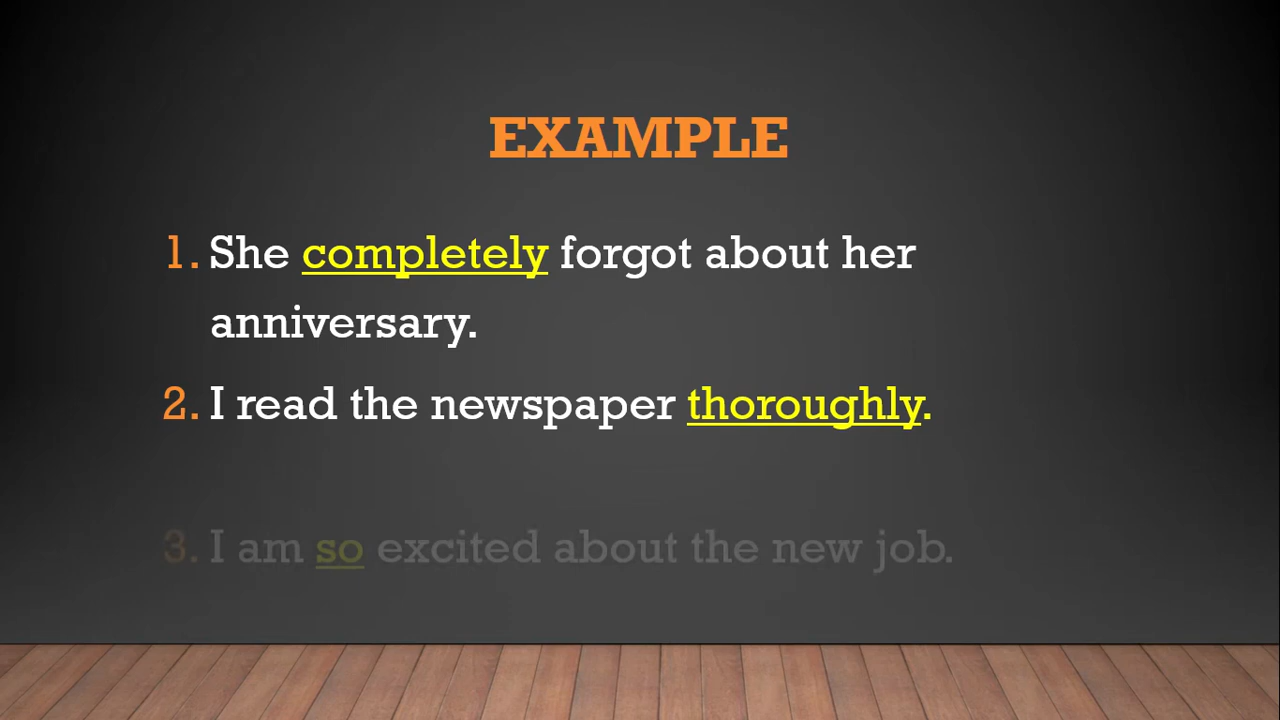 EXAMPLE
1. She completely forgot about her
anniversary.
2. I read the newspaper thoroughly.
3. I am so excited about the new job.